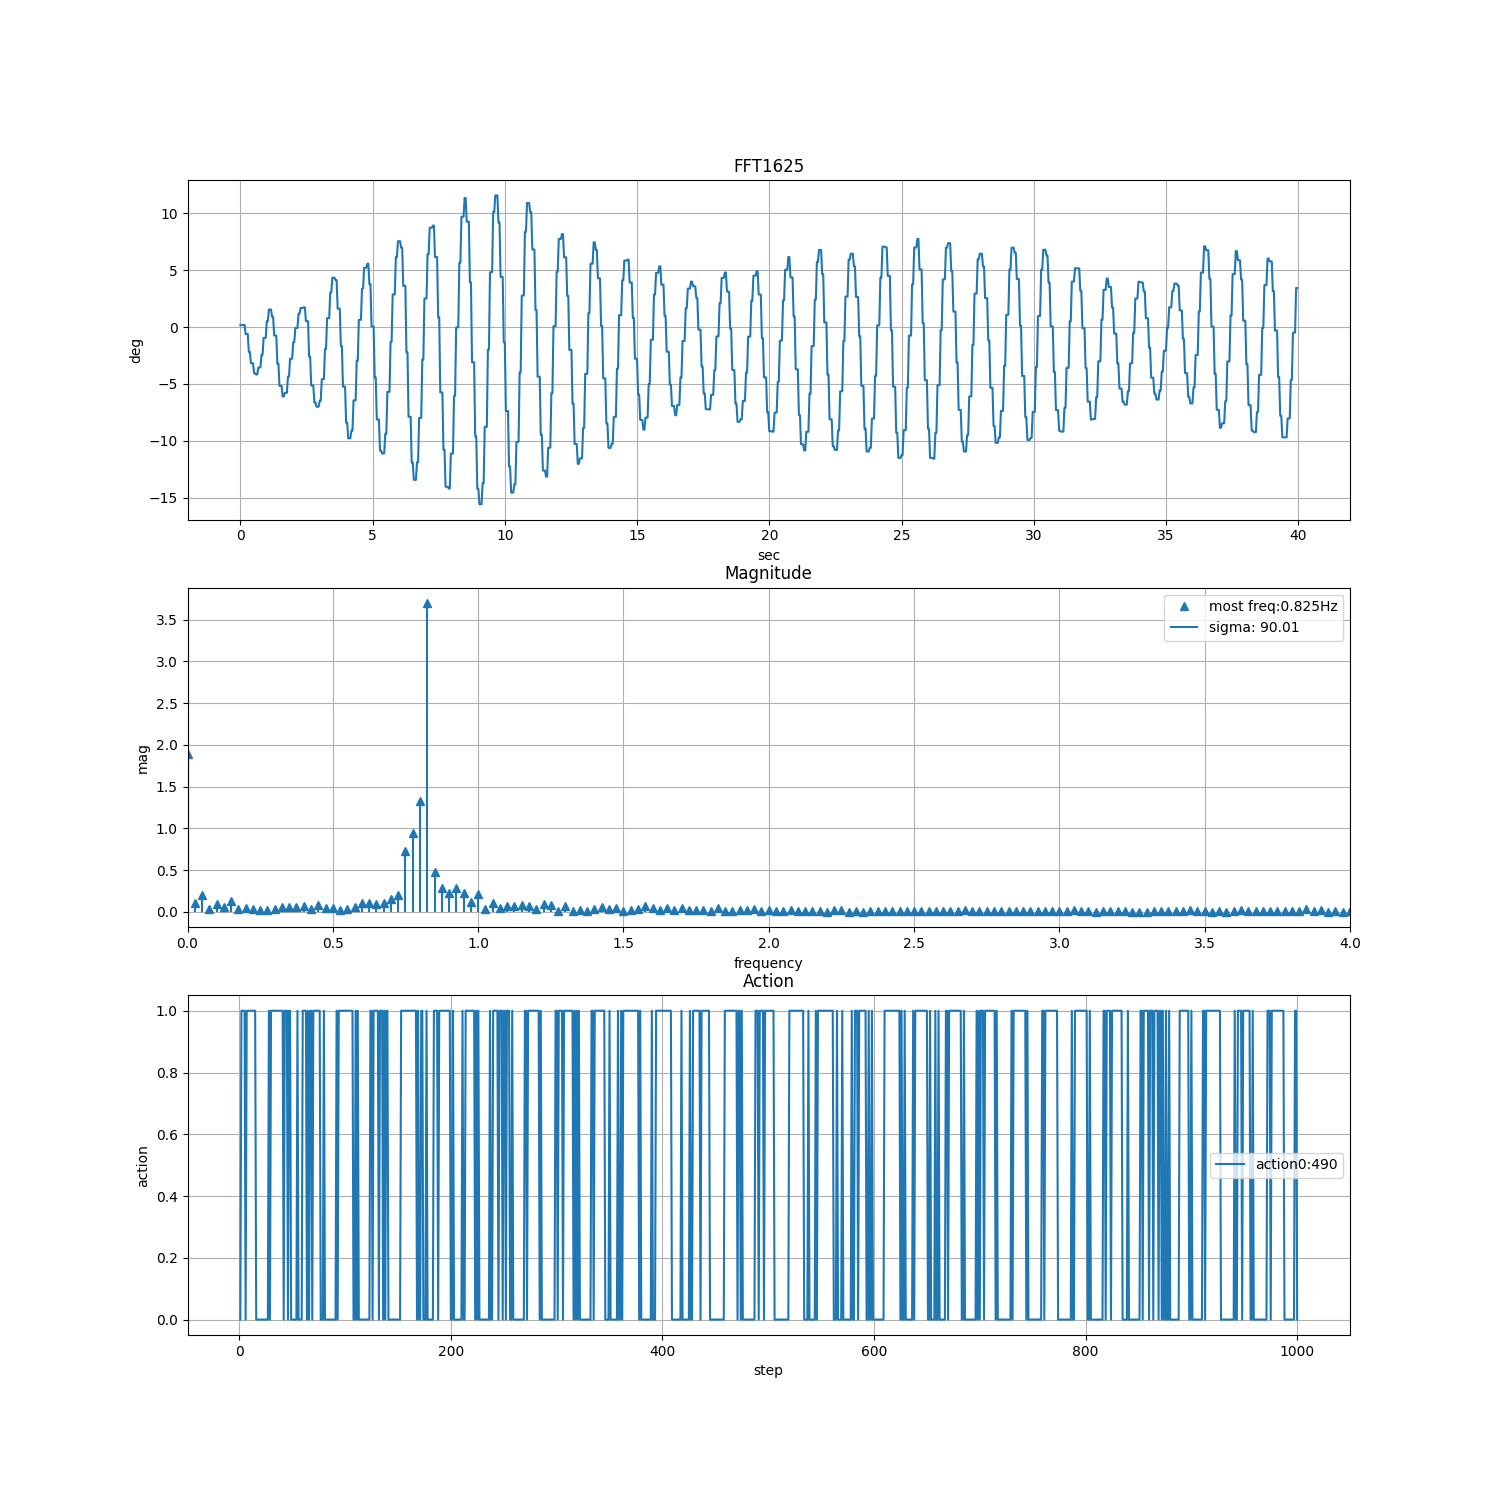 FFT1625
10
5
0
−5
−10
−15
deg
0 5 10 15 20 25 30 35 40
sec
Magnitude
most freq:0.825Hz
sigma: 90.01
3.5
3.0
2.5
2.0
1.5
1.0
0.5
0.0
mag
0.0 0.5 1.0 1.5 2.0 2.5 3.0 3.5 4.0
frequency
Action
1.0
0.8
0.6
0.4
0.2
0.0
action
action0:490
0 200 400 600 800 1000
step